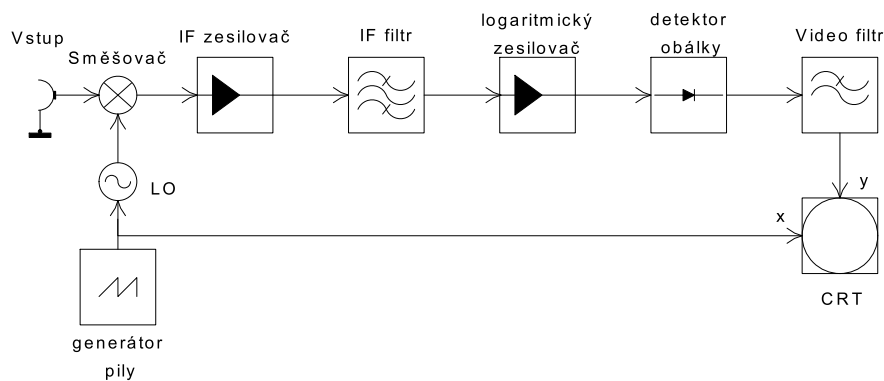 Vstup
Směšovač
IF zesilovač
IF filtr
logaritmický
zesilovač
detektor
obálky
Video filtr
LO
x
y
CRT
generátor
pily